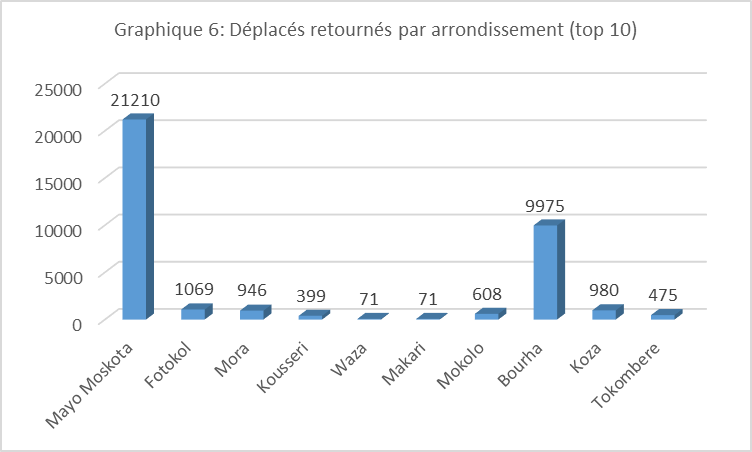 Graphique 6: Déplacés retournés par arrondissement (top 10)
25000
20000
15000
10000
5000
0
21210
1069
946
399
71
71
608
9975
980
475
Mayo Moskota
Fotokol
Mora
Kousseri
Waza
Makari
Mokolo
Bourha
Koza
Tokombere